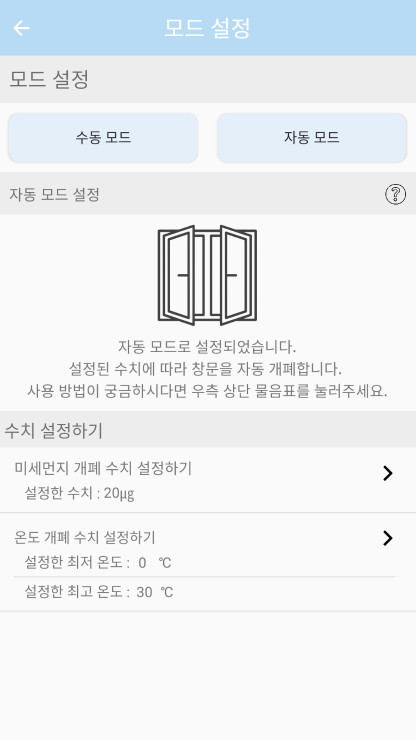 모드 설정
모드 설정
수동 모드
자동 모드
자동 모드 설정
?
자동 모드로 설정되었습니다.
설정된 수치에 따라 창문을 자동 개폐합니다.
사용 방법이 궁금하시다면 우측 상단 물음표를 눌러주세요.
수치 설정하기
미세먼지 개폐 수치 설정하기
설정한 수치 : 20㎍
온도 개폐 수치 설정하기
설정한 최저 온도 : 0 ℃
설정한 최고 온도 : 30 ℃